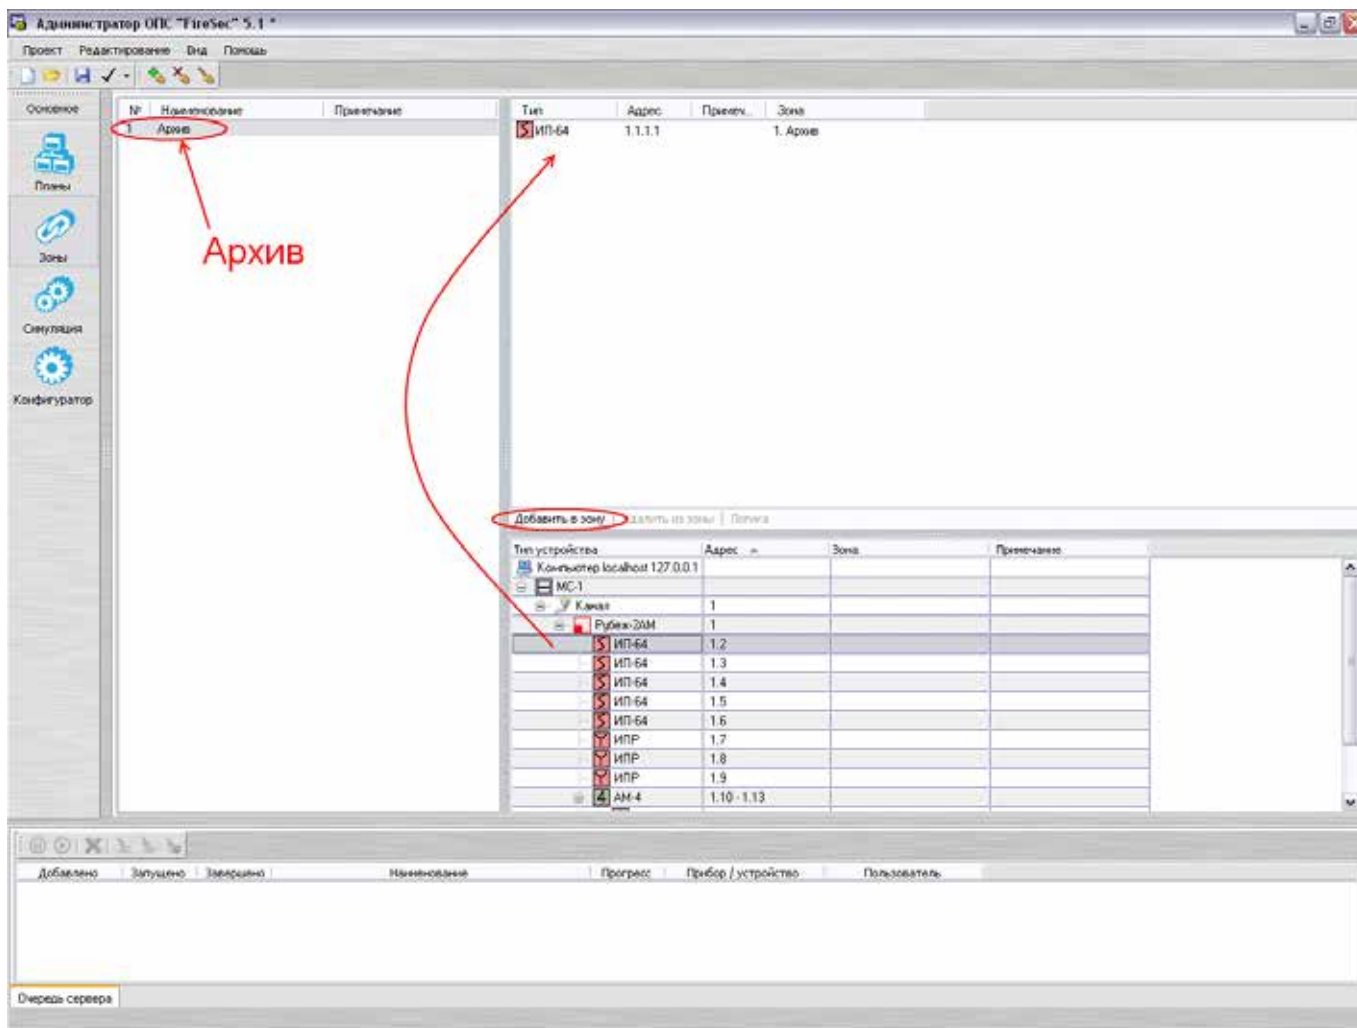 Администратор ОПС "FireSec" 5.1 *
Проект Редактирование Вид Помощь
Основное
Планы
Зоны
Симуляция
Конфигуратор
№ Наименование Примечание
1 Архив
Архив
Тип Адрес Примеч... Зона
ИП-64 1.1.1.1 1. Архив
Добавить в зону Удалить из зоны Логика
Тип устройства Адрес Зона Примечание
Компьютер localhost 127.0.0.1
МС-1
Канал 1
Рубеж-2АМ 1
ИП-64 1.2
ИП-64 1.3
ИП-64 1.4
ИП-64 1.5
ИП-64 1.6
ИПР 1.7
ИПР 1.8
ИПР 1.9
4 АМ-4 1.10 - 1.13
Добавлено Запущено Завершено Наименование Прогресс Прибор / устройство Пользователь
Очередь сервера